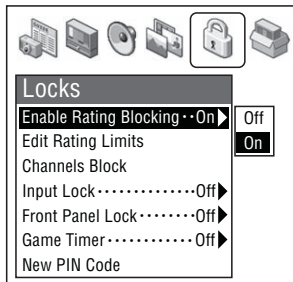 Locks
Enable Rating Blocking··On
Off
On
Edit Rating Limits
Channels Block
Input Lock··············Off
Front Panel Lock········Off
Game Timer············Off
New PIN Code